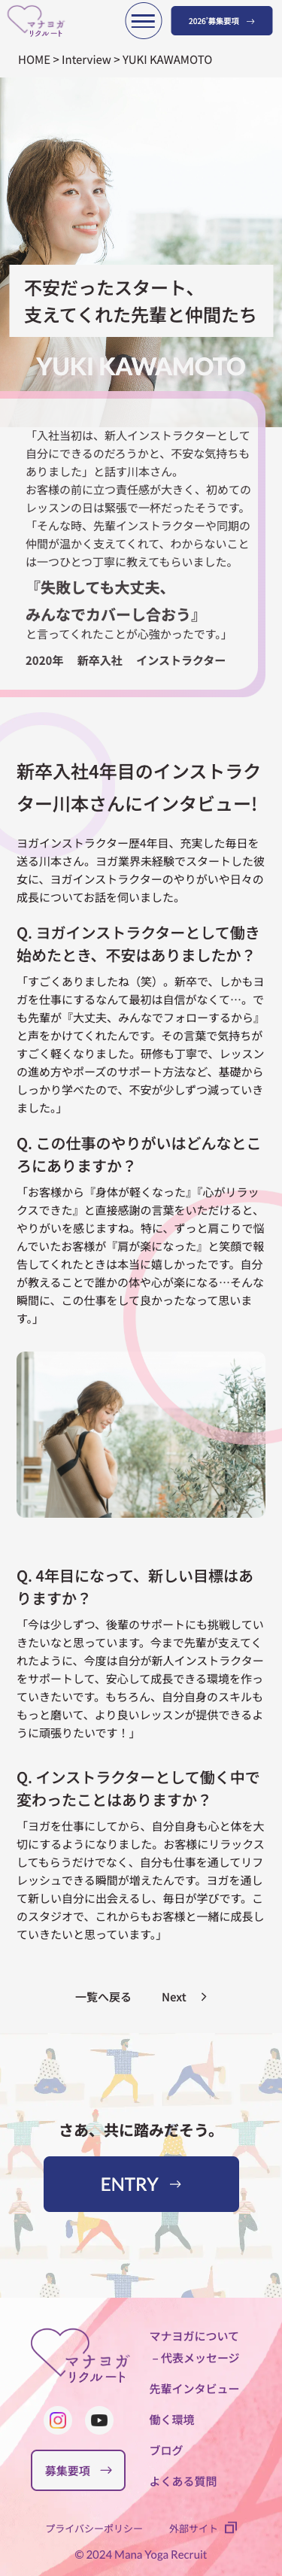 マナヨガ
リクルート
2026'募集要項
HOME > Interview > YUKI KAWAMOTO
不安だったスタート、
支えてくれた先輩と仲間たち
YUKI KAWAMOTO
「入社当初は、新人インストラクターとして
自分にできるのだろうかと、不安な気持ちも
ありました」と話す川本さん。
お客様の前に立つ責任感が大きく、初めての
レッスンの日は緊張で一杯だったそうです。
「そんな時、先輩インストラクターや同期の
仲間が温かく支えてくれて、わからないこと
は一つひとつ丁寧に教えてもらいました。
『失敗しても大丈夫、
みんなでカバーし合おう』
と言ってくれたことが心強かったです。」
2020年 新卒入社 インストラクター
新卒入社4年目のインストラク
ター川本さんにインタビュー!
ヨガインストラクター歴4年目、充実した毎日を
送る川本さん。ヨガ業界未経験でスタートした彼
女に、ヨガインストラクターのやりがいや日々の
成長についてお話を伺いました。
Q. ヨガインストラクターとして働き
始めたとき、不安はありましたか？
「すごくありましたね（笑）。新卒で、しかもヨ
ガを仕事にするなんて最初は自信がなくて…。で
も先輩が『大丈夫、みんなでフォローするから』
と声をかけてくれたんです。その言葉で気持ちが
すごく軽くなりました。研修も丁寧で、レッスン
の進め方やポーズのサポート方法など、基礎から
しっかり学べたので、不安が少しずつ減っていき
ました。」
Q. この仕事のやりがいはどんなとこ
ろにありますか？
「お客様から『身体が軽くなった』『心がリラッ
クスできた』と直接感謝の言葉をいただけると、
やりがいを感じますね。特に、ずっと肩こりで悩
んでいたお客様が『肩が楽になった』と笑顔で報
告してくれたときは本当に嬉しかったです。自分
が教えることで誰かの体や心が楽になる…そんな
瞬間に、この仕事をして良かったなって思いま
す。」
Q. 4年目になって、新しい目標はあ
りますか？
「今は少しずつ、後輩のサポートにも挑戦してい
きたいなと思っています。今まで先輩が支えてく
れたように、今度は自分が新人インストラクター
をサポートして、安心して成長できる環境を作っ
ていきたいです。もちろん、自分自身のスキルも
もっと磨いて、より良いレッスンが提供できるよ
うに頑張りたいです！」
Q. インストラクターとして働く中で
変わったことはありますか？
「ヨガを仕事にしてから、自分自身も心と体を大
切にするようになりました。お客様にリラックス
してもらうだけでなく、自分も仕事を通してリフ
レッシュできる瞬間が増えたんです。ヨガを通し
て新しい自分に出会えるし、毎日が学びです。こ
のスタジオで、これからもお客様と一緒に成長し
ていきたいと思っています。」
一覧へ戻る Next
さあ、共に踏みだそう。
ENTRY
マナヨガ
リクルート
募集要項
マナヨガについて
– 代表メッセージ
先輩インタビュー
働く環境
ブログ
よくある質問
プライバシーポリシー 外部サイト
© 2024 Mana Yoga Recruit